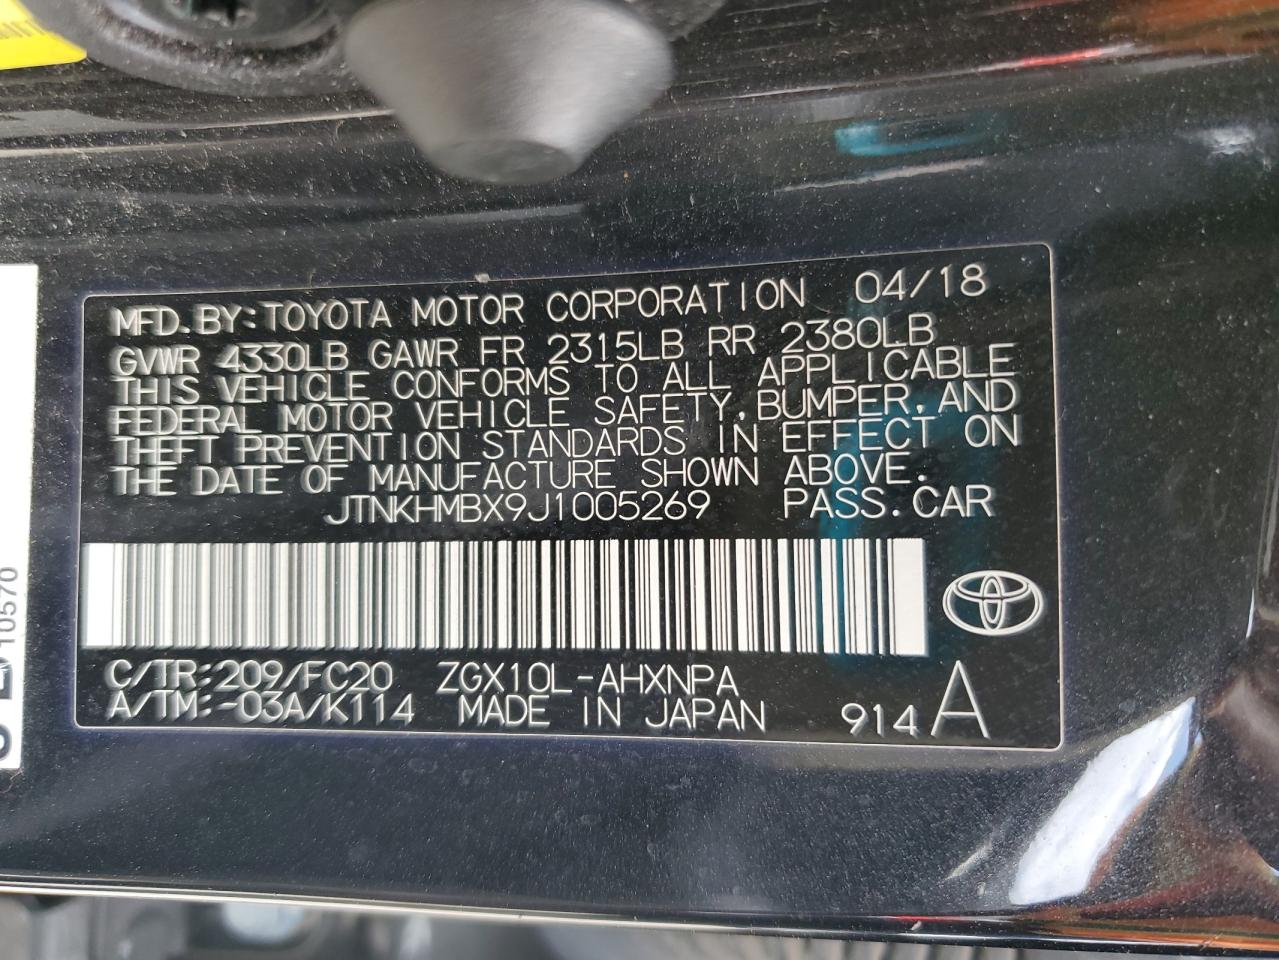 MFD.BY:TOYOTA MOTOR CORPORATION 04/18
GVWR 4330LB GAWR FR 2315LB RR 2380LB
THIS VEHICLE CONFORMS TO ALL APPLICABLE
FEDERAL MOTOR VEHICLE SAFETY,BUMPER,AND
THEFT PREVENTION STANDARDS IN EFFECT ON
THE DATE OF MANUFACTURE SHOWN ABOVE.
JTNKHMBX9J1005269 PASS.CAR
C/TR:209/FC20 ZGX10L-AHXNPA
A/TM:-03A/K114 MADE IN JAPAN 914 A
10570